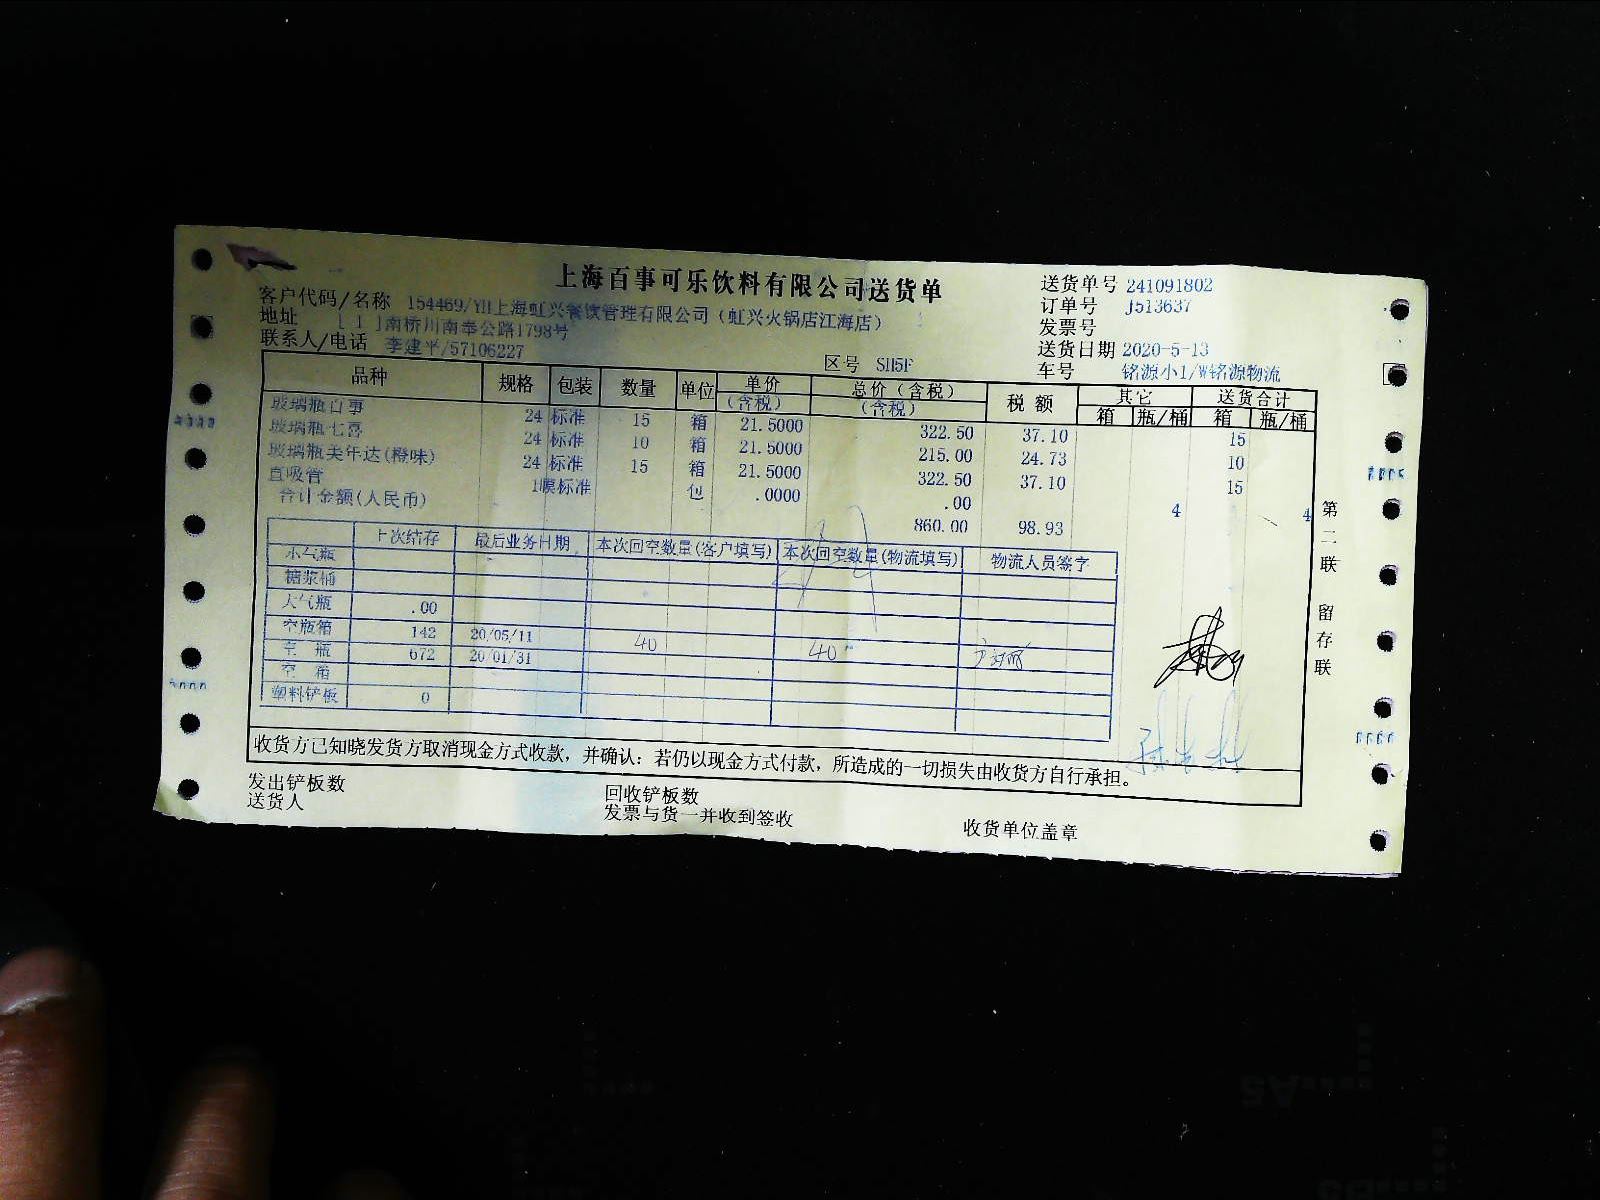 上海百事可乐饮料有限公司送货单
送货单号 241091802
客户代码/名称 154469/YH上海虹兴餐饮管理有限公司（虹兴火锅店江海店）
订单号 J513637
地址 [ 1 ]南桥川南奉公路1798号
发票号
联系人/电话 李建平/57106227
区号 SH5F
送货日期 2020-5-13
车号 铭源小1/W铭源物流
品种 规格 包装 数量 单位 单价（含税） 总价（含税）（含税） 税额 其它 送货合计
箱 瓶/桶 箱 瓶/桶
玻璃瓶百事 24 标准 15 箱 21.5000 322.50 37.10 15
玻璃瓶七喜 24 标准 10 箱 21.5000 215.00 24.73 10
玻璃瓶美年达(橙味) 24 标准 15 箱 21.5000 322.50 37.10 15
直吸管 1膜标准 包 .0000 .00 4 4
合计金额(人民币) 860.00 98.93
上次结存 最后业务日期 本次回空数量(客户填写) 本次回空数量(物流填写) 物流人员签字
小气瓶
糖浆桶
大气瓶 .00
空瓶箱 142 20/05/11 40 40
空 瓶 672 20/01/31
空 箱
塑料铲板 0
第二联 留存联
收货方已知晓发货方取消现金方式收款，并确认：若仍以现金方式付款，所造成的一切损失由收货方自行承担。
发出铲板数 回收铲板数
送货人 发票与货一并收到签收 收货单位盖章